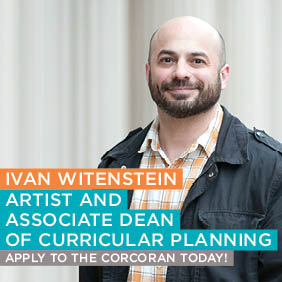 IVAN WITENSTEIN
ARTIST AND
ASSOCIATE DEAN
OF CURRICULAR PLANNING
APPLY TO THE CORCORAN TODAY!